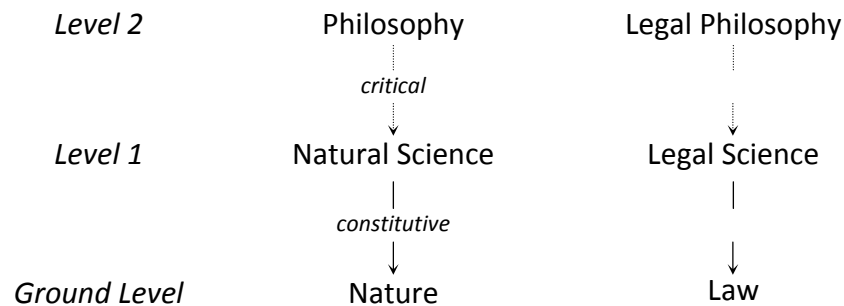 Level 2 Philosophy Legal Philosophy
critical
Level 1 Natural Science Legal Science
constitutive
Ground Level Nature Law